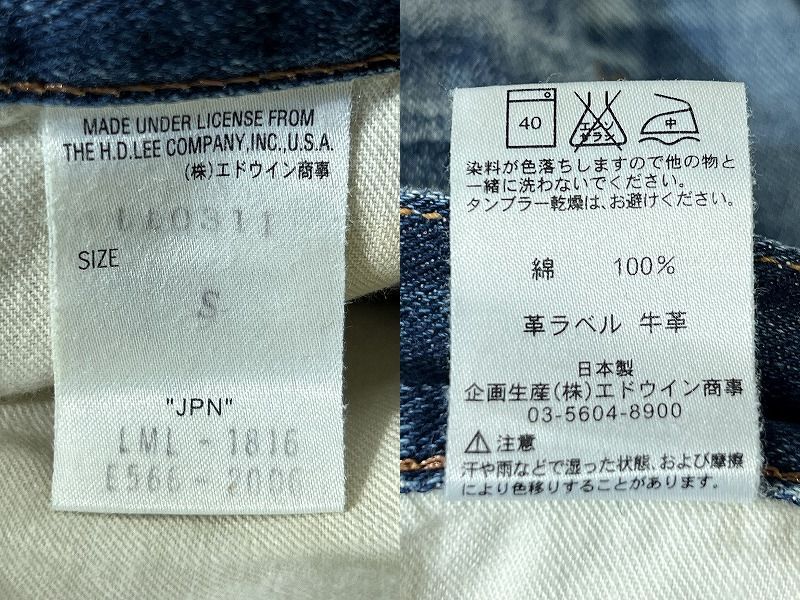 MADE UNDER LICENSE FROM
THE H.D.LEE COMPANY,INC.,U.S.A.
(株)エドウイン商事
SIZE
S
"JPN"
LML - 1816
40
エンソ
サラシ
中
染料が色落ちしますので他の物と
一緒に洗わないでください。
タンブラー乾燥は、お避けください。
綿 100%
革ラベル 牛革
日本製
企画生産(株)エドウイン商事
03-5604-8900
注意
汗や雨などで湿った状態、および摩擦
により色移りすることがあります。